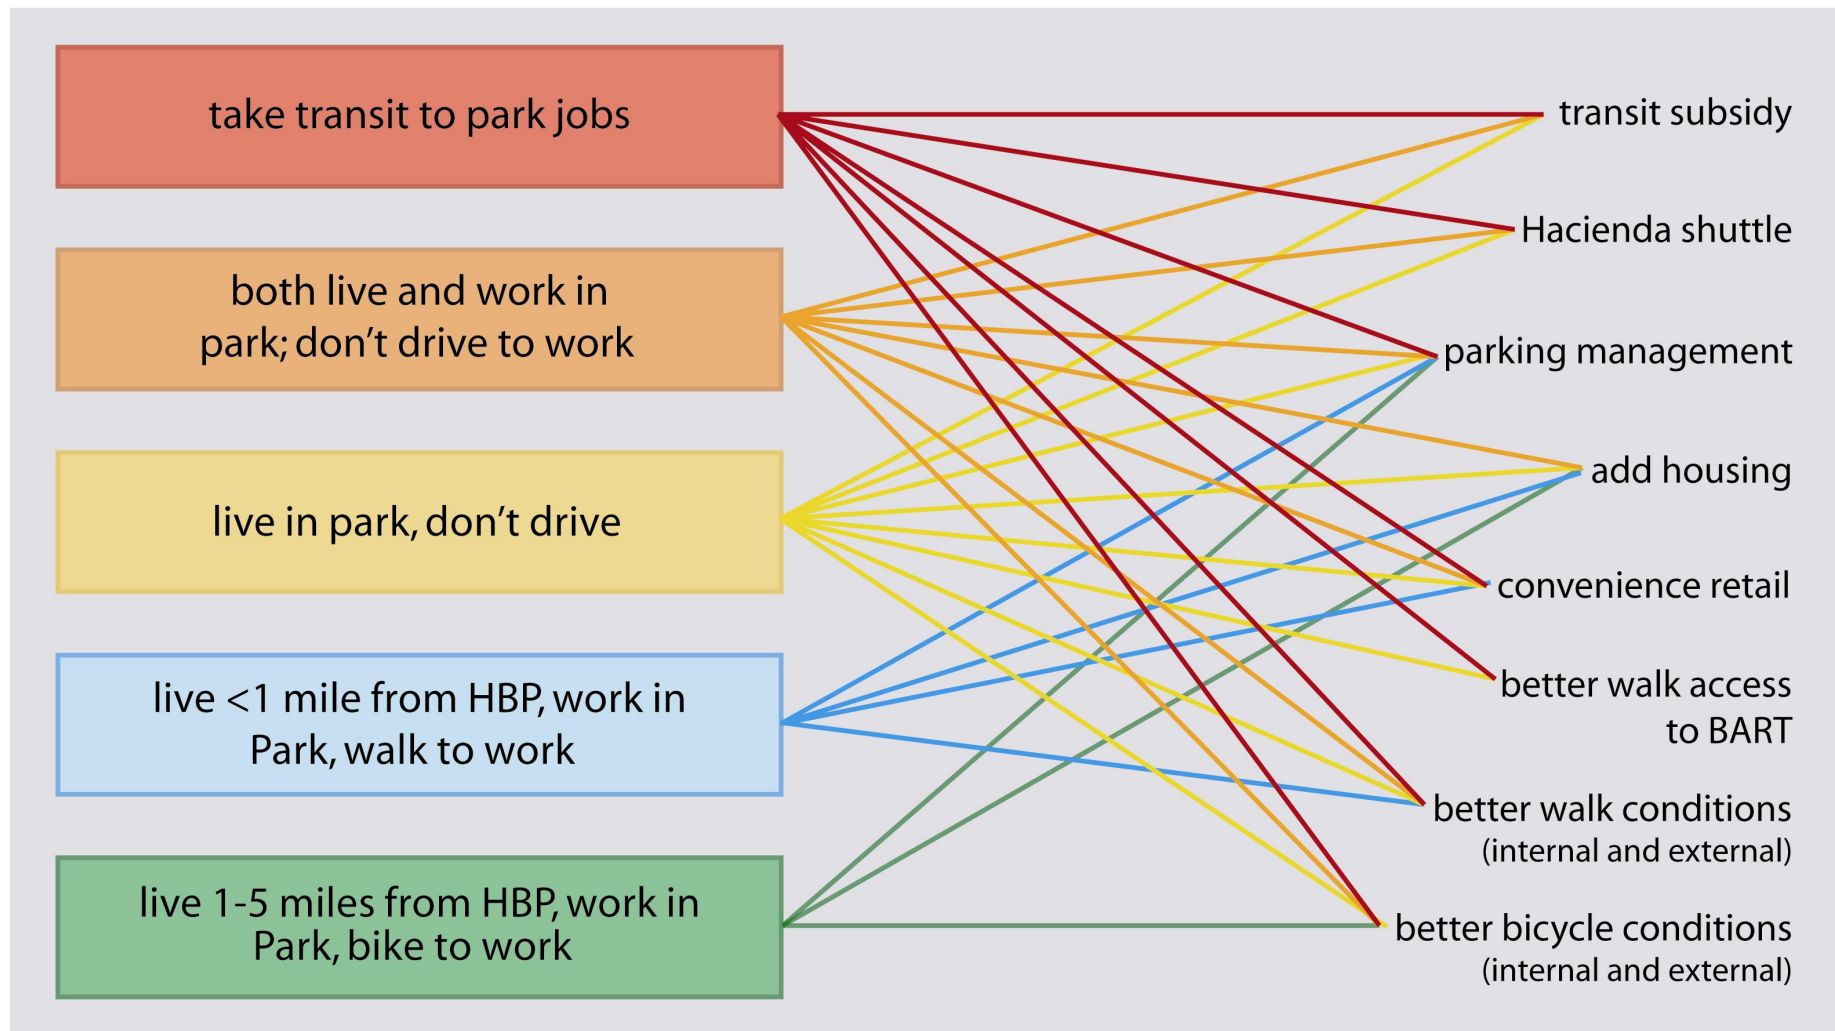 take transit to park jobs
both live and work in
park; don't drive to work
live in park, don't drive
live <1 mile from HBP, work in
Park, walk to work
live 1-5 miles from HBP, work in
Park, bike to work
transit subsidy
Hacienda shuttle
parking management
add housing
convenience retail
better walk access
to BART
better walk conditions
(internal and external)
better bicycle conditions
(internal and external)